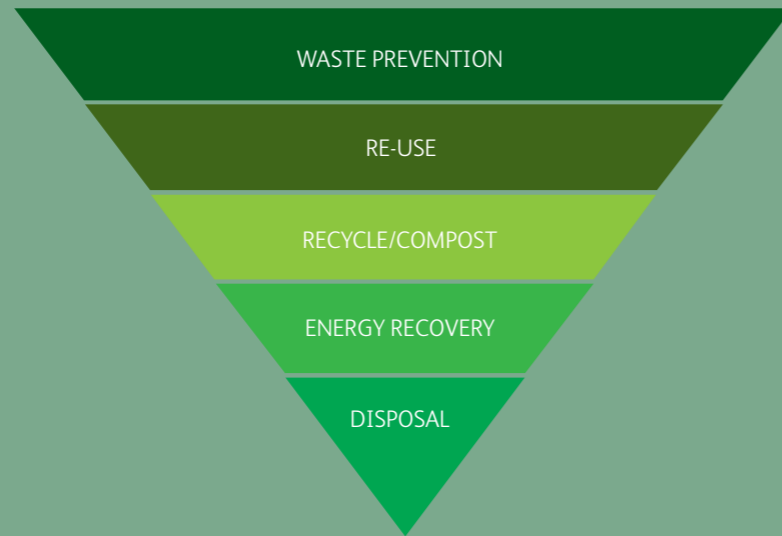 WASTE PREVENTION
RE-USE
RECYCLE/COMPOST
ENERGY RECOVERY
DISPOSAL